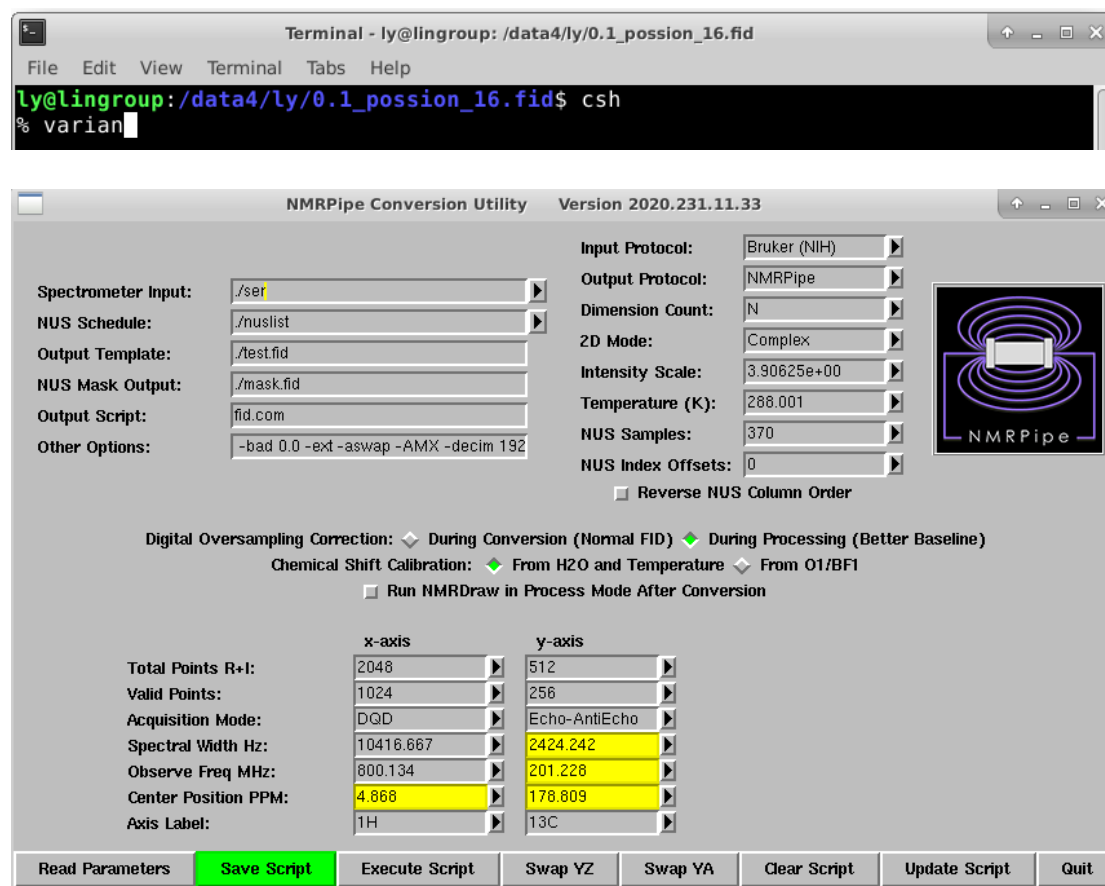 Terminal - ly@lingroup: /data4/ly/0.1_possion_16.fid
File Edit View Terminal Tabs Help
ly@lingroup:/data4/ly/0.1_possion_16.fid$ csh
% varian
NMRPipe Conversion Utility Version 2020.231.11.33
Input Protocol: Bruker (NIH)
Spectrometer Input: ./ser
Output Protocol: NMRPipe
NUS Schedule: ./nuslist
Dimension Count: N
Output Template: ./test.fid
2D Mode: Complex
NUS Mask Output: ./mask.fid
Intensity Scale: 3.90625e+00
Output Script: fid.com
Temperature (K): 288.001
Other Options: -bad 0.0 -ext -aswap -AMX -decim 192
NUS Samples: 370
NUS Index Offsets: 0
Reverse NUS Column Order
NMRPipe
Digital Oversampling Correction: During Conversion (Normal FID) During Processing (Better Baseline)
Chemical Shift Calibration: From H2O and Temperature From O1/BF1
Run NMRDraw in Process Mode After Conversion
x-axis y-axis
Total Points R+I: 2048 512
Valid Points: 1024 256
Acquisition Mode: DQD Echo-AntiEcho
Spectral Width Hz: 10416.667 2424.242
Observe Freq MHz: 800.134 201.228
Center Position PPM: 4.868 178.809
Axis Label: 1H 13C
Read Parameters Save Script Execute Script Swap YZ Swap YA Clear Script Update Script Quit